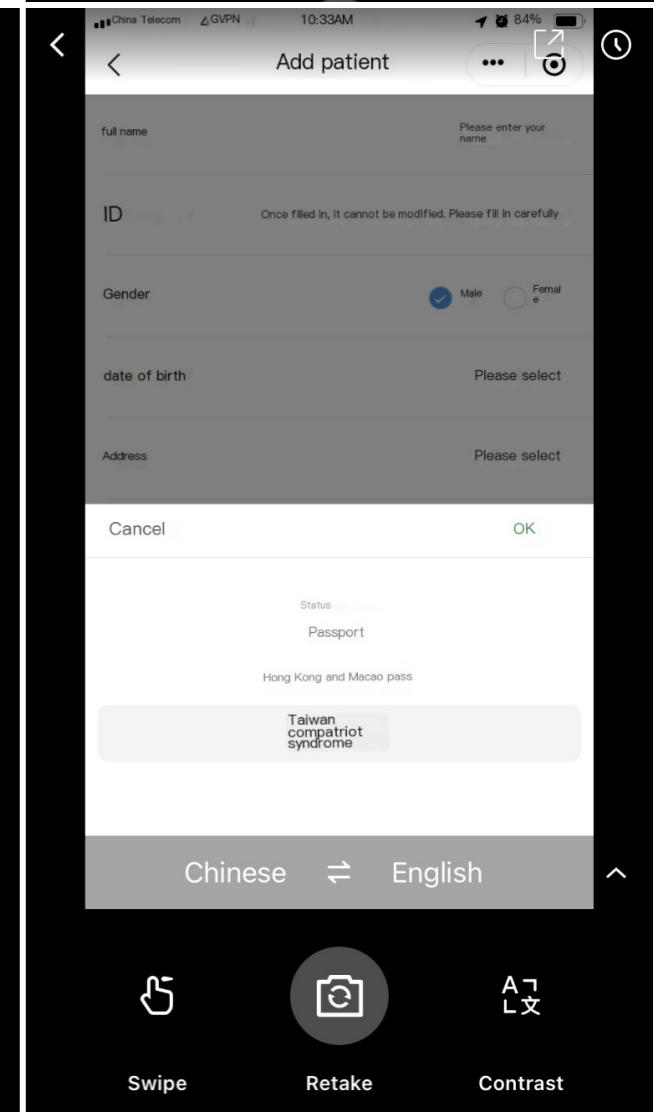 China Telecom GVPN 10:33AM 84%
Add patient
full name
Please enter your
name
ID
Once filled in, it cannot be modified. Please fill in carefully
Gender
Male
Femal
e
date of birth
Please select
Address
Please select
Cancel
OK
Status
Passport
Hong Kong and Macao pass
Taiwan
compatriot
syndrome
Chinese ⇌ English
A
文
Swipe
Retake
Contrast